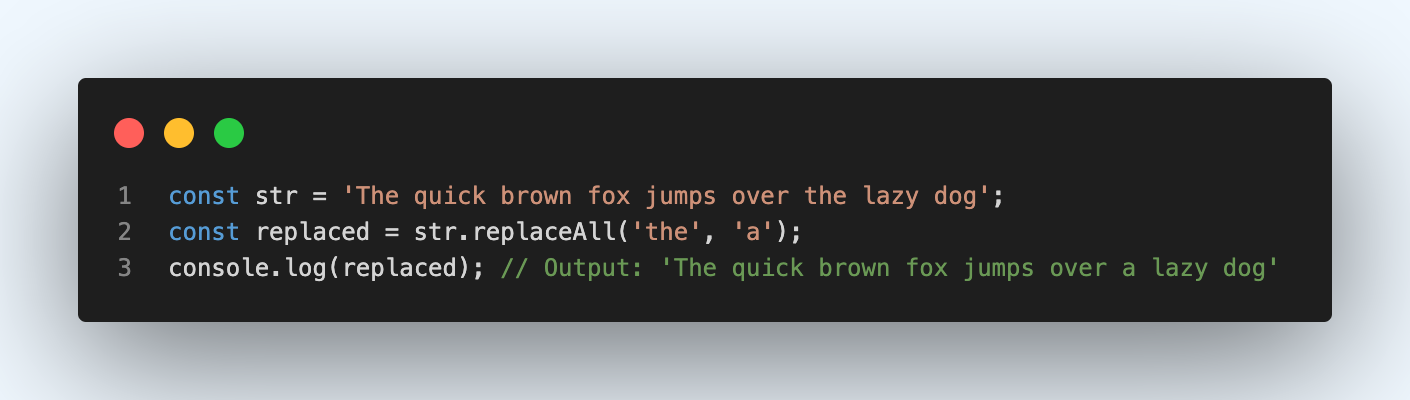 1 const str = 'The quick brown fox jumps over the lazy dog';
2 const replaced = str.replaceAll('the', 'a');
3 console.log(replaced); // Output: 'The quick brown fox jumps over a lazy dog'